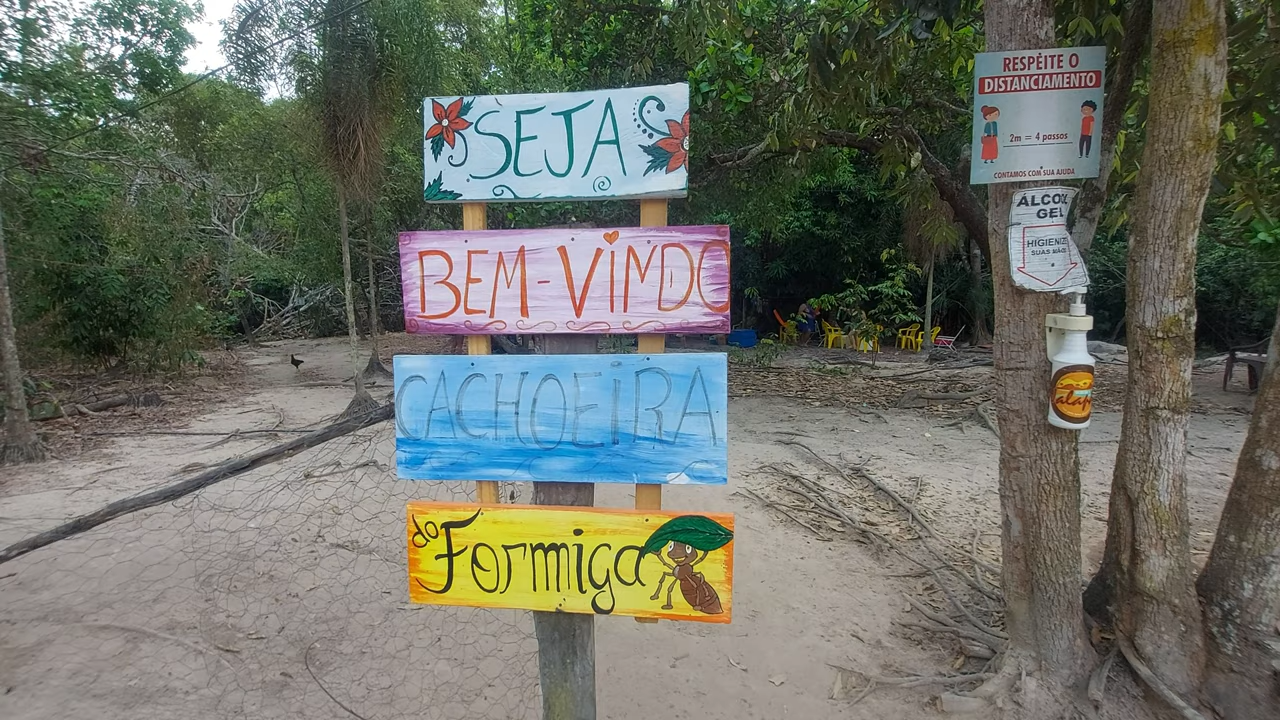 SEJA
BEM-VINDO
CACHOEIRA
do
Formiga
RESPEITE O
DISTANCIAMENTO
2m = 4 passos
CONTAMOS COM SUA AJUDA
ÁLCOOL
GEL
HIGIENIZE
SUAS MÃOS